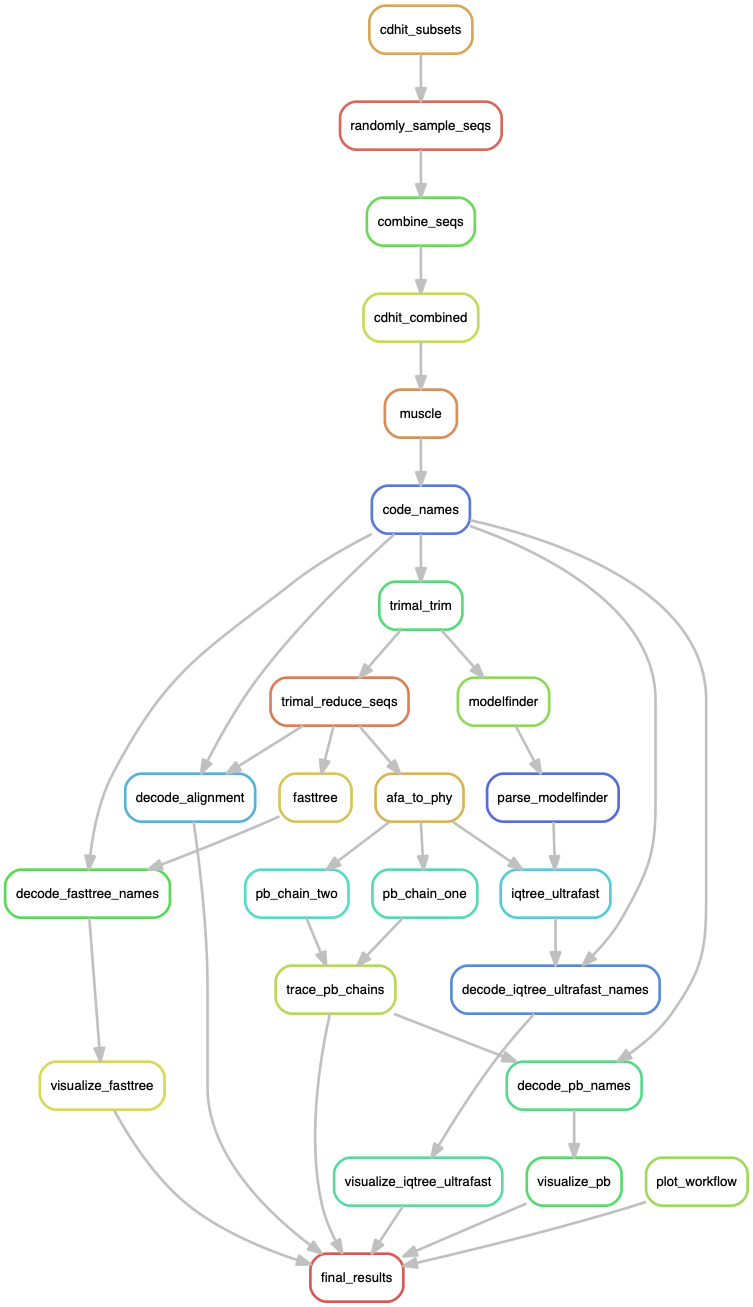 cdhit_subsets
randomly_sample_seqs
combine_seqs
cdhit_combined
muscle
code_names
trimal_trim
trimal_reduce_seqs
modelfinder
decode_alignment
fasttree
afa_to_phy
parse_modelfinder
decode_fasttree_names
pb_chain_two
pb_chain_one
iqtree_ultrafast
trace_pb_chains
decode_iqtree_ultrafast_names
visualize_fasttree
decode_pb_names
visualize_iqtree_ultrafast
visualize_pb
plot_workflow
final_results